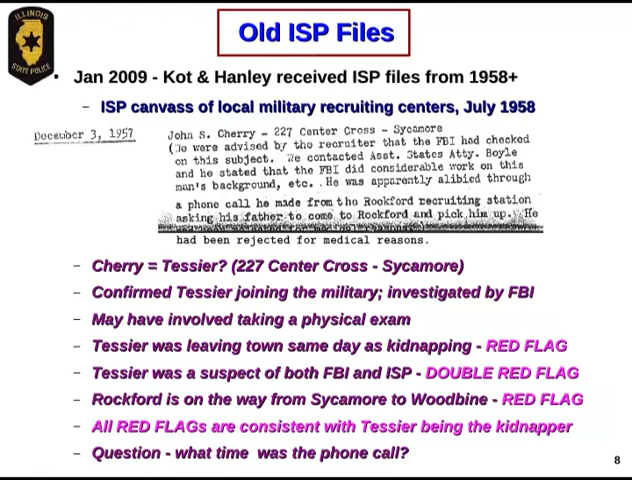 ILLINOIS
STATE POLICE
Old ISP Files
• Jan 2009 - Kot & Hanley received ISP files from 1958+
– ISP canvass of local military recruiting centers, July 1958
December 3, 1957
John S. Cherry - 227 Center Cross - Sycamore
(We were advised by the recruiter that the FBI had checked
on this subject. We contacted Asst. States Atty. Boyle
and he stated that the FBI did considerable work on this
man's background, etc. He was apparently alibied through
a phone call he made from the Rockford recruiting station
asking his father to come to Rockford and pick him up. He
had been rejected for medical reasons.
– Cherry = Tessier? (227 Center Cross - Sycamore)
– Confirmed Tessier joining the military; investigated by FBI
– May have involved taking a physical exam
– Tessier was leaving town same day as kidnapping - RED FLAG
– Tessier was a suspect of both FBI and ISP - DOUBLE RED FLAG
– Rockford is on the way from Sycamore to Woodbine - RED FLAG
– All RED FLAGs are consistent with Tessier being the kidnapper
– Question - what time was the phone call?
8